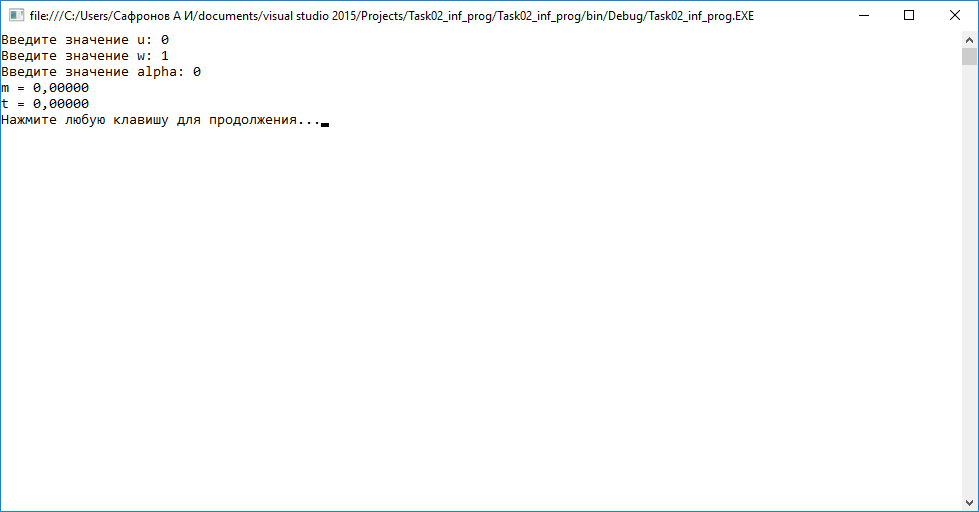 file:///C:/Users/Сафронов А И/documents/visual studio 2015/Projects/Task02_inf_prog/Task02_inf_prog/bin/Debug/Task02_inf_prog.EXE
Введите значение u: 0
Введите значение w: 1
Введите значение alpha: 0
m = 0,00000
t = 0,00000
Нажмите любую клавишу для продолжения...